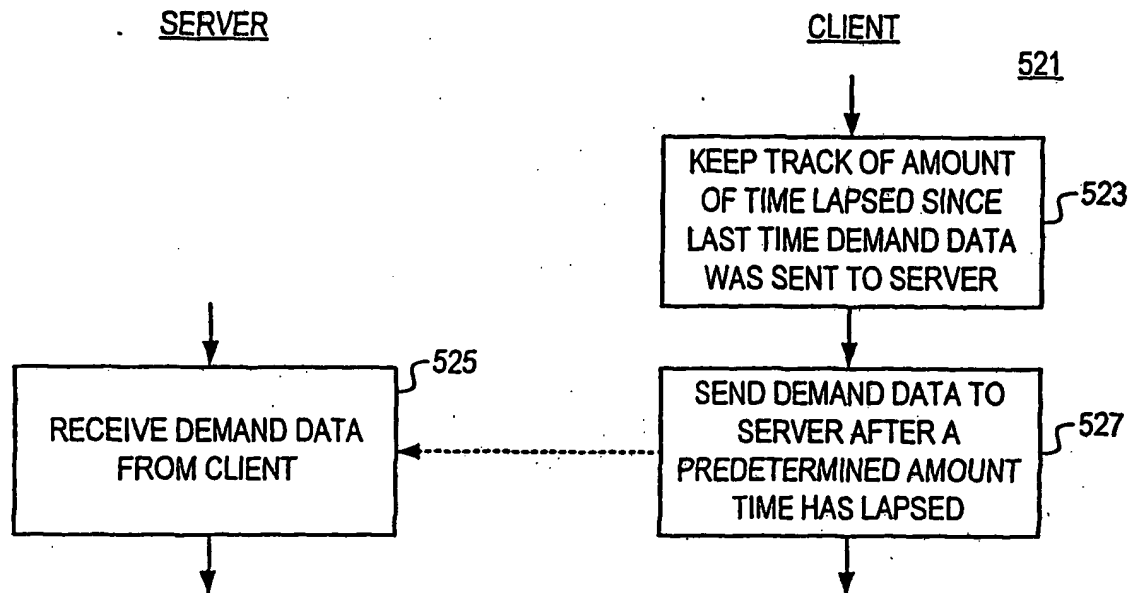 SERVER
CLIENT
521
KEEP TRACK OF AMOUNT
OF TIME LAPSED SINCE
LAST TIME DEMAND DATA
WAS SENT TO SERVER
523
525
RECEIVE DEMAND DATA
FROM CLIENT
SEND DEMAND DATA TO
SERVER AFTER A
PREDETERMINED AMOUNT
TIME HAS LAPSED
527